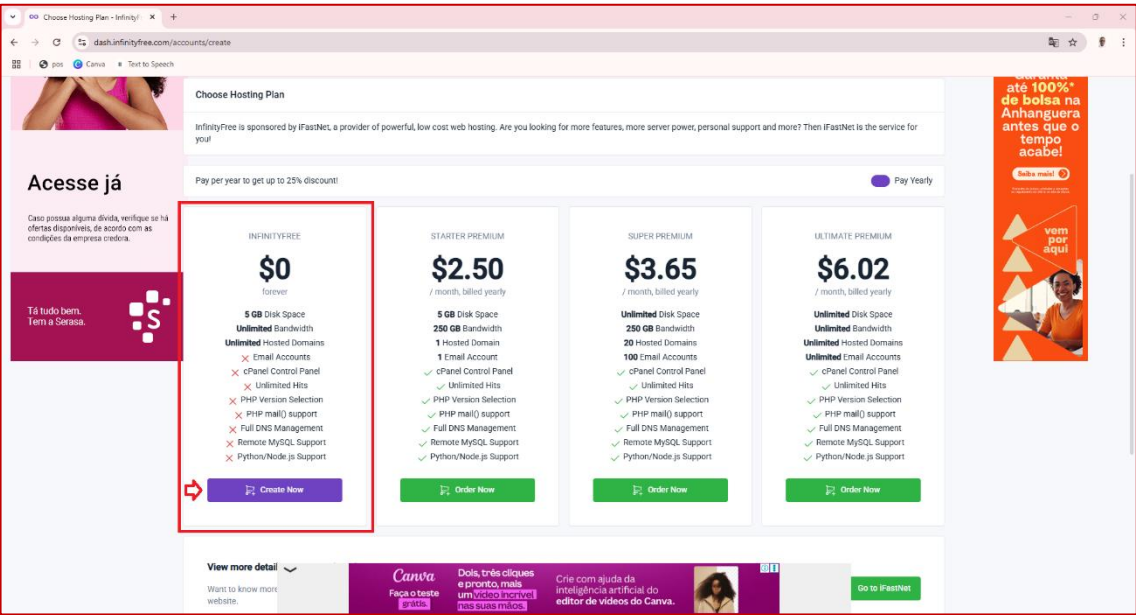 Choose Hosting Plan - InfinityF
dash.infinityfree.com/accounts/create
pos
Canva
Text to Speech
Acesse já
Caso possua alguma dívida, verifique se há
ofertas disponíveis, de acordo com as
condições da empresa credora.
Tá tudo bem.
Tem a Serasa.
S
Choose Hosting Plan
InfinityFree is sponsored by iFastNet, a provider of powerful, low cost web hosting. Are you looking for more features, more server power, personal support and more? Then iFastNet is the service for
you!
Pay per year to get up to 25% discount!
Pay Yearly
INFINITYFREE
$0
forever
5 GB Disk Space
Unlimited Bandwidth
Unlimited Hosted Domains
Email Accounts
cPanel Control Panel
Unlimited Hits
PHP Version Selection
PHP mail() support
Full DNS Management
Remote MySQL Support
Python/Node.js Support
Create Now
STARTER PREMIUM
$2.50
/ month, billed yearly
5 GB Disk Space
250 GB Bandwidth
1 Hosted Domain
1 Email Account
cPanel Control Panel
Unlimited Hits
PHP Version Selection
PHP mail() support
Full DNS Management
Remote MySQL Support
Python/Node.js Support
Order Now
SUPER PREMIUM
$3.65
/ month, billed yearly
Unlimited Disk Space
250 GB Bandwidth
20 Hosted Domains
100 Email Accounts
cPanel Control Panel
Unlimited Hits
PHP Version Selection
PHP mail() support
Full DNS Management
Remote MySQL Support
Python/Node.js Support
Order Now
ULTIMATE PREMIUM
$6.02
/ month, billed yearly
Unlimited Disk Space
Unlimited Bandwidth
Unlimited Hosted Domains
Unlimited Email Accounts
cPanel Control Panel
Unlimited Hits
PHP Version Selection
PHP mail() support
Full DNS Management
Remote MySQL Support
Python/Node.js Support
Order Now
Garanta
até 100%*
de bolsa na
Anhanguera
antes que o
tempo
acabe!
Saiba mais!
vem
por
aqui
View more detail
Want to know more
website.
Go to iFastNet
Canva
Faça o teste
grátis.
Dois, três cliques
e pronto, mais
um vídeo incrível
nas suas mãos.
Crie com ajuda da
inteligência artificial do
editor de vídeos do Canva.